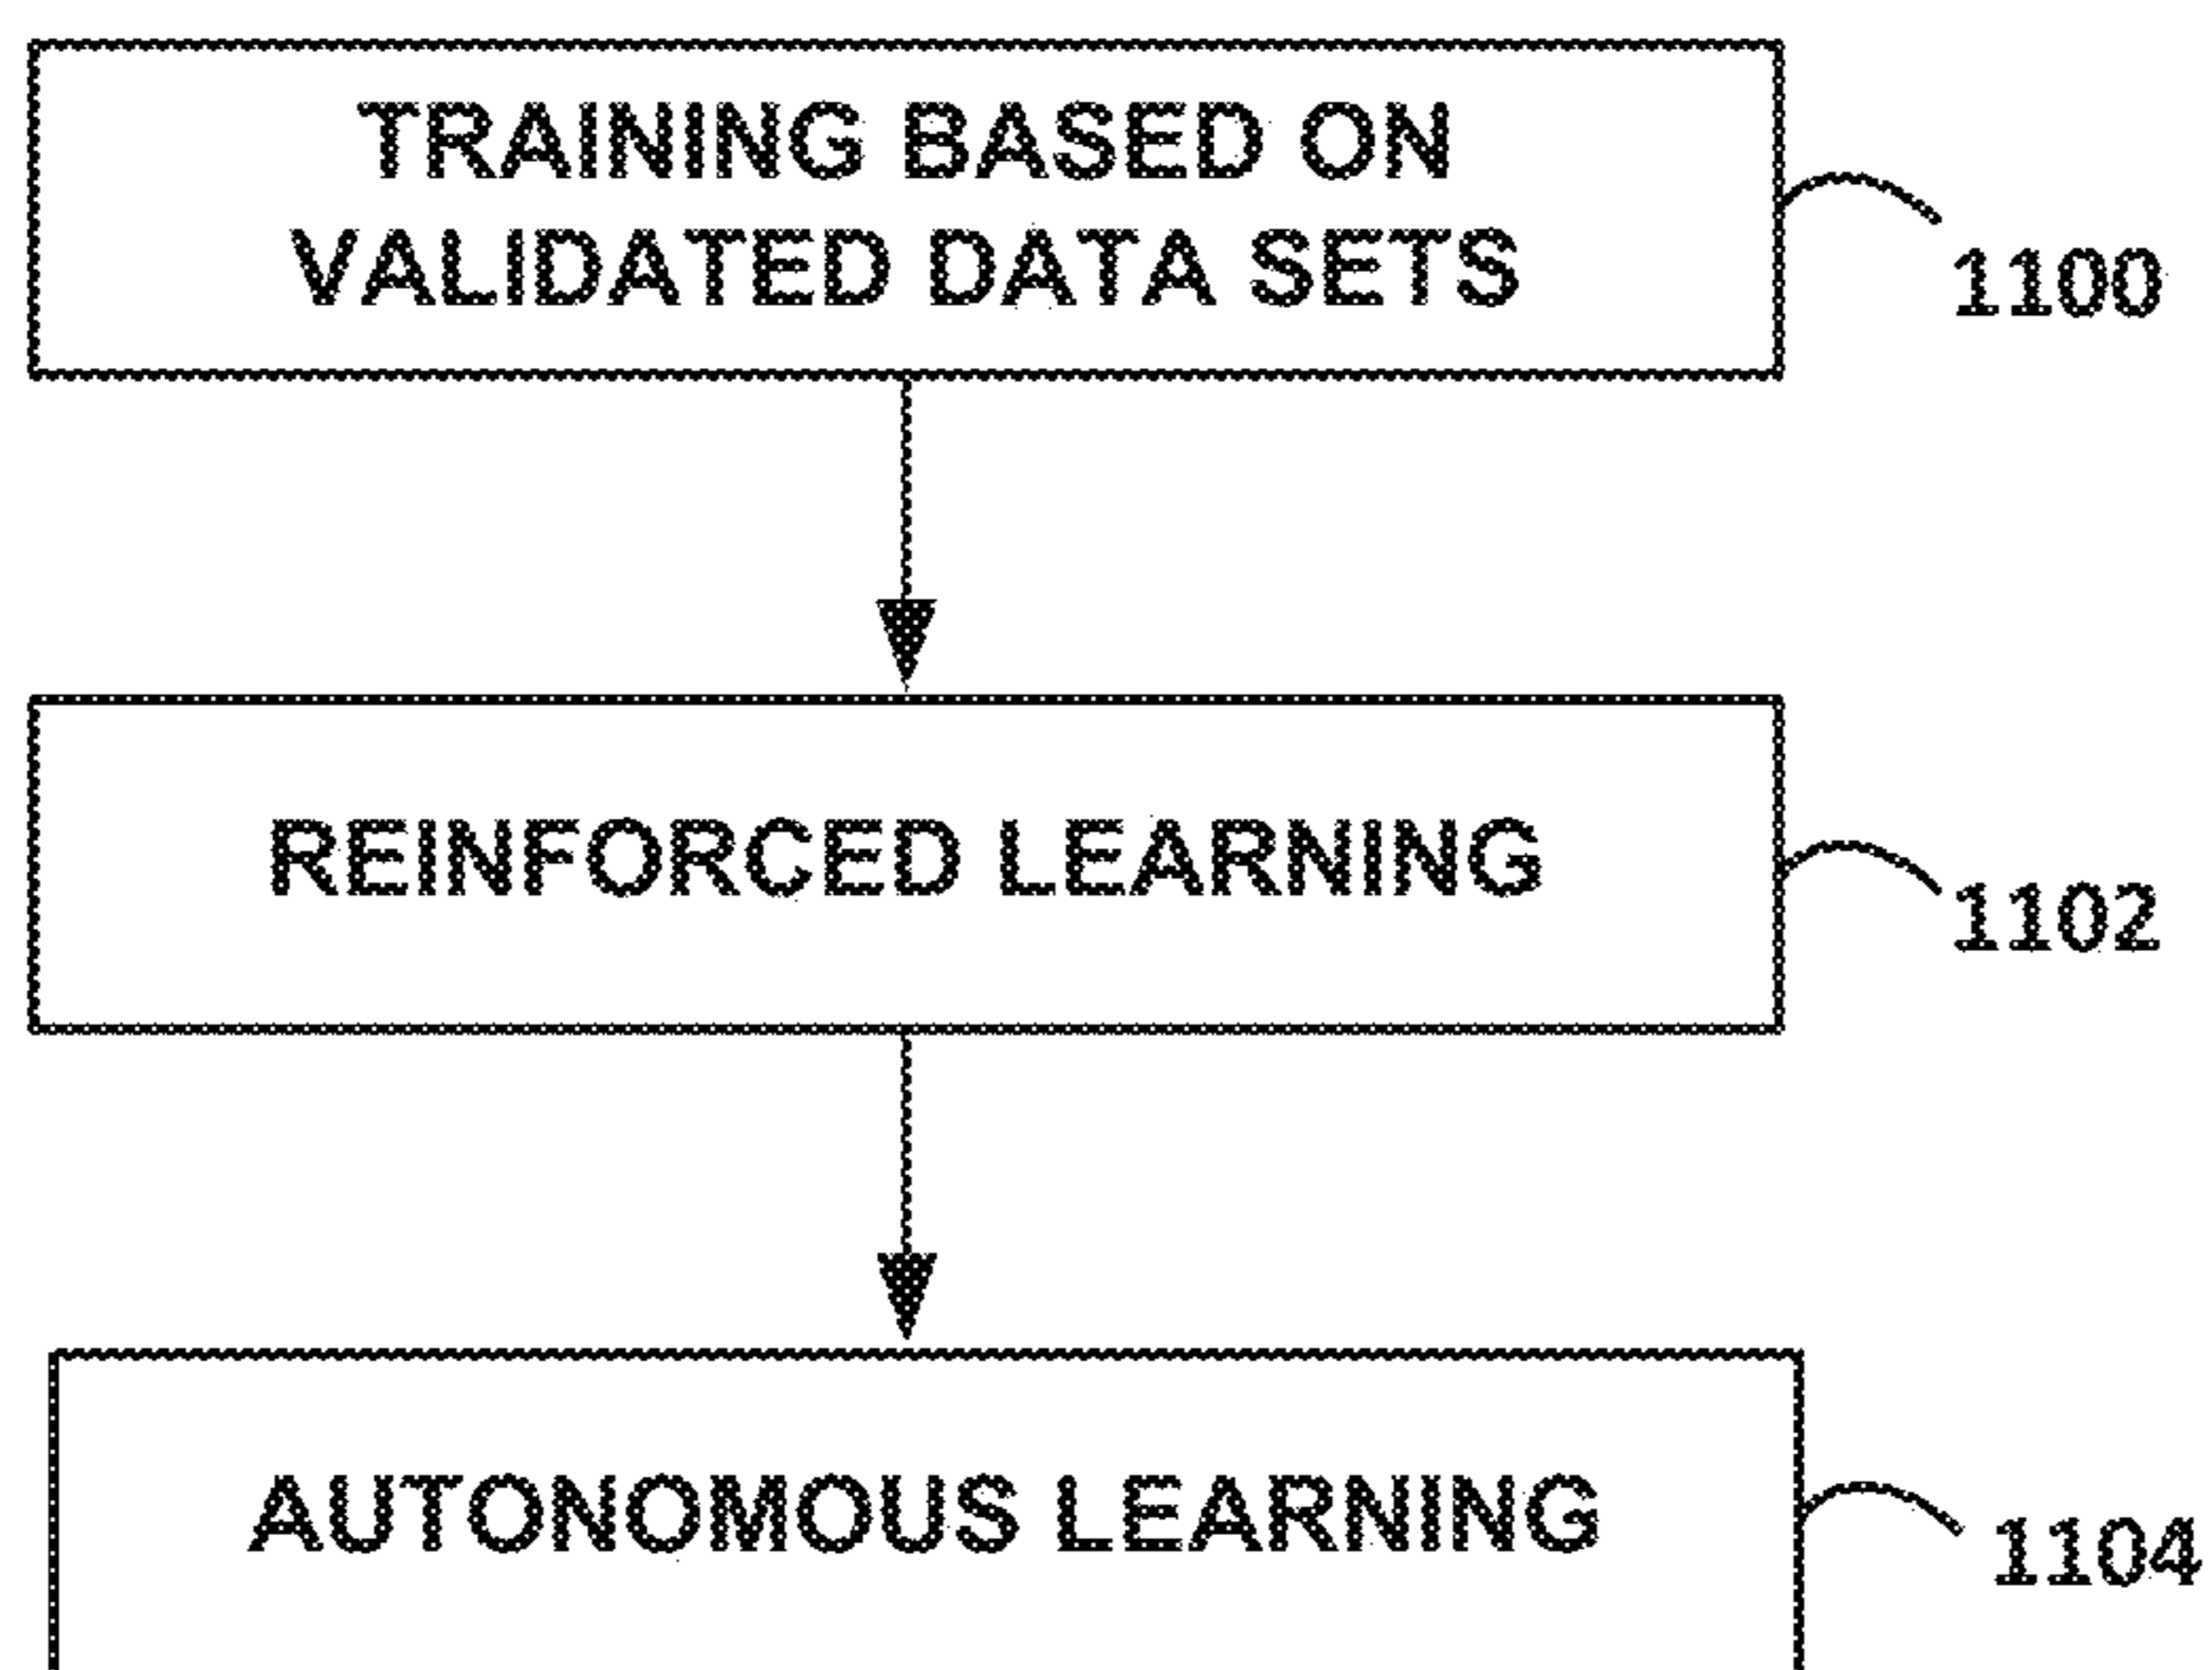 TRAINING BASED ON
VALIDATED DATA SETS
1100
REINFORCED LEARNING
1102
AUTONOMOUS LEARNING
1104